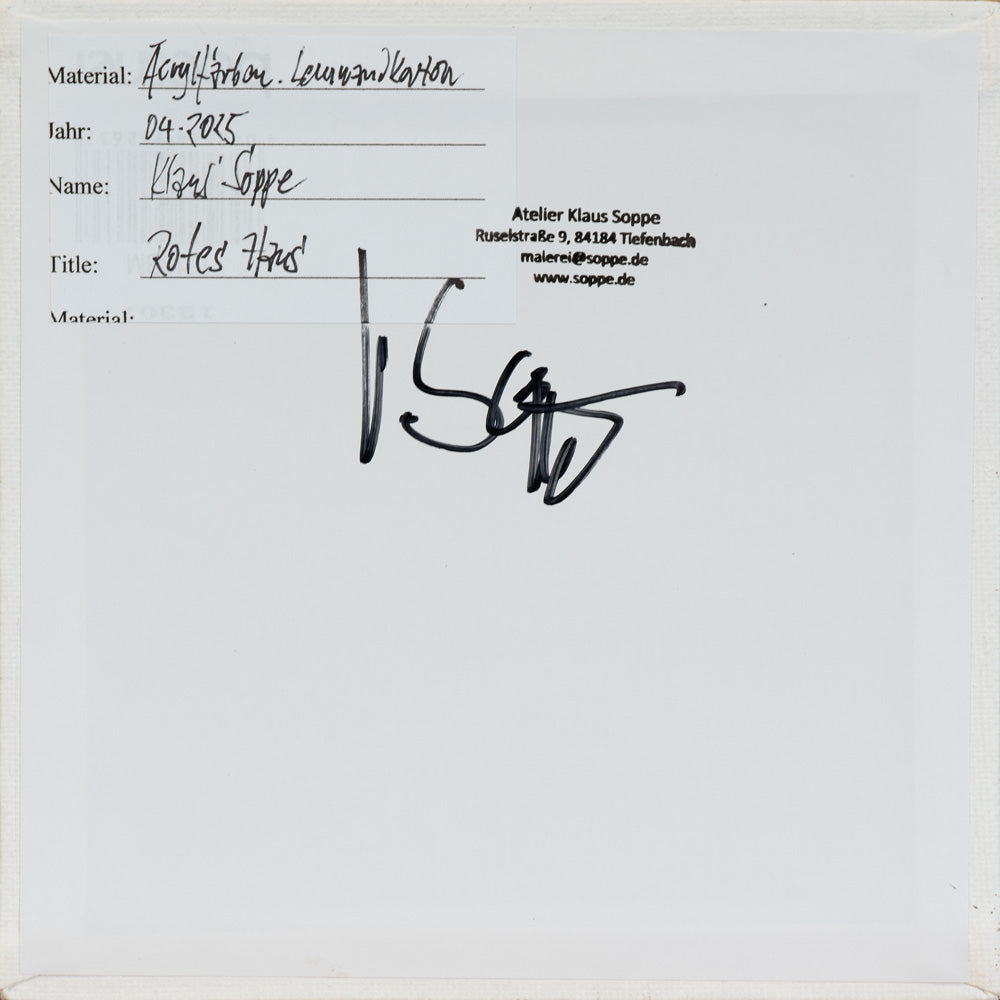 Material: Acrylfarben. Leinwandkarton
Jahr: 04-2025
Name: Klaus Soppe
Title: Rotes Haus
Material:
Atelier Klaus Soppe
Ruselstraße 9, 84184 Tiefenbach
malerei@soppe.de
www.soppe.de
K. Soppe